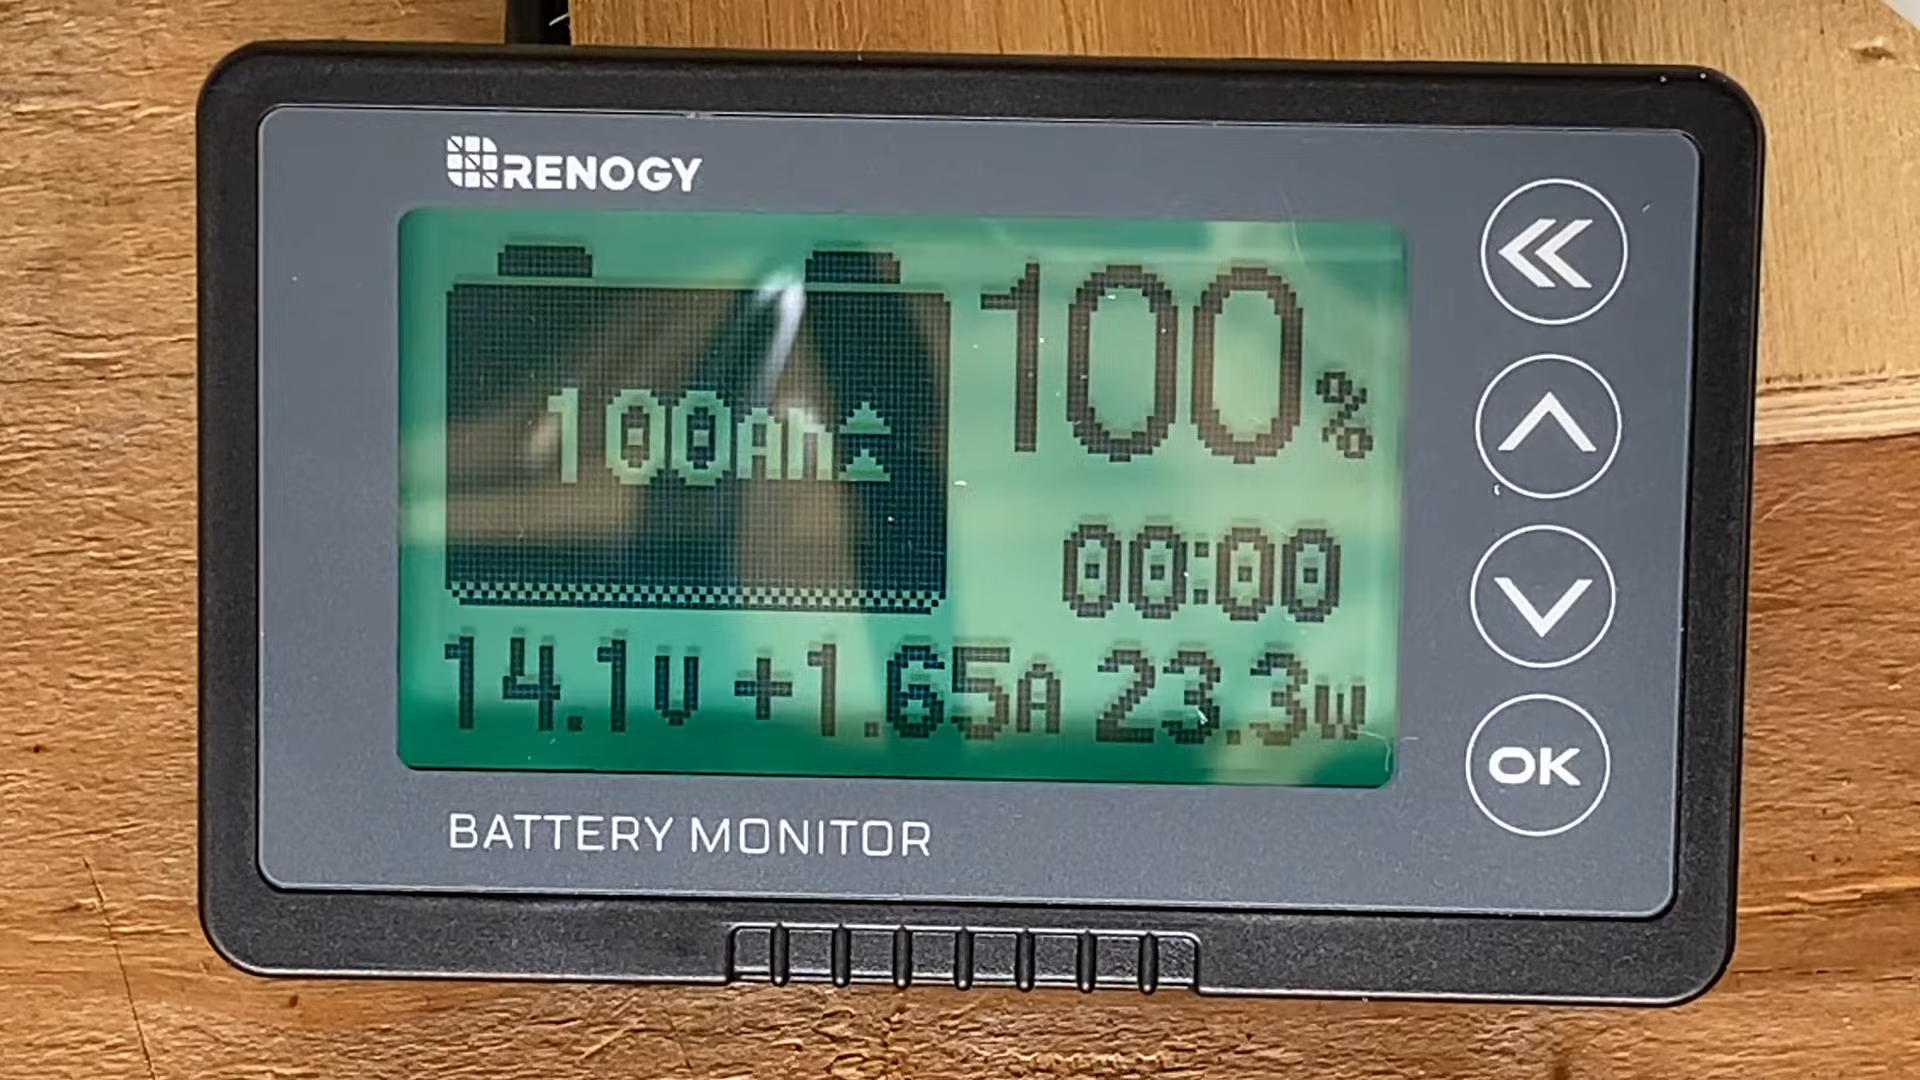 RENOGY
100Ah
100%
00:00
14.1V +1.65A 23.3W
BATTERY MONITOR
OK